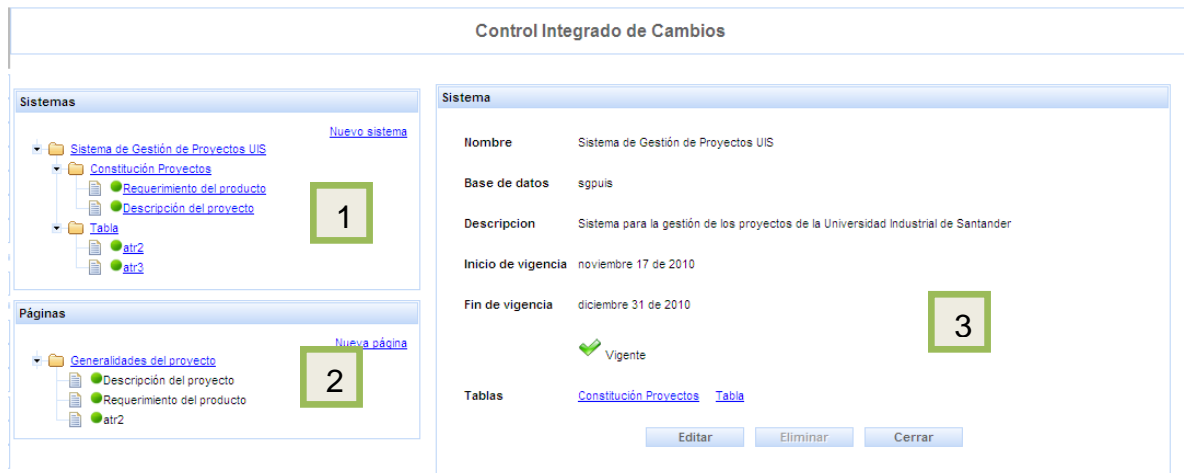 Control Integrado de Cambios
Sistemas
Nuevo sistema
Sistema de Gestión de Proyectos UIS
Constitución Proyectos
Requerimiento del producto
Descripción del proyecto
Tabla
atr2
atr3
1
Páginas
Nueva página
Generalidades del proyecto
Descripción del proyecto
Requerimiento del producto
atr2
2
Sistema
Nombre Sistema de Gestión de Proyectos UIS
Base de datos sgpuis
Descripcion Sistema para la gestión de los proyectos de la Universidad Industrial de Santander
Inicio de vigencia noviembre 17 de 2010
Fin de vigencia diciembre 31 de 2010
3
Vigente
Tablas Constitución Proyectos Tabla
Editar Eliminar Cerrar